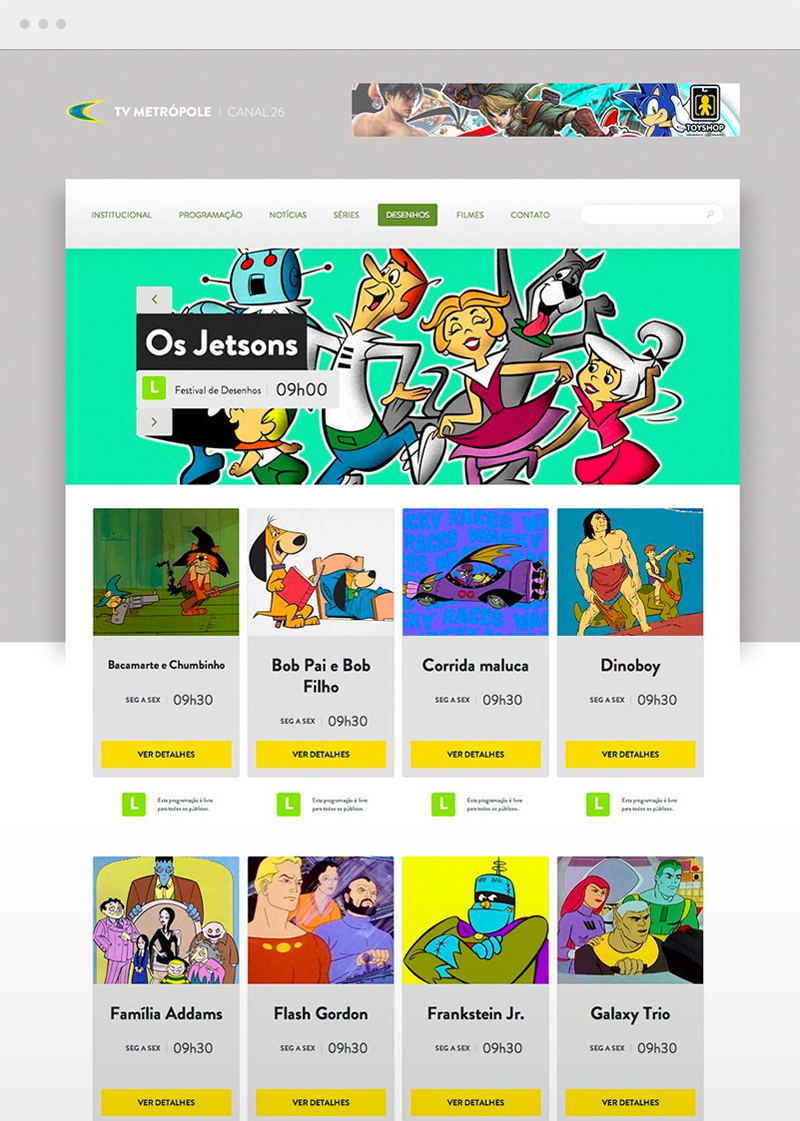 TV METRÓPOLE | CANAL 26
L
TOYSHOP
INSTITUCIONAL PROGRAMAÇÃO NOTÍCIAS SÉRIES DESENHOS FILMES CONTATO
Os Jetsons
L Festival de Desenhos 09h00
WACKY RACES
Bacamarte e Chumbinho
SEG A SEX 09h30
VER DETALHES
L Esta programação é livre
para todos os públicos.
Bob Pai e Bob
Filho
SEG A SEX 09h30
VER DETALHES
L Esta programação é livre
para todos os públicos.
Corrida maluca
SEG A SEX 09h30
VER DETALHES
L Esta programação é livre
para todos os públicos.
Dinoboy
SEG A SEX 09h30
VER DETALHES
L Esta programação é livre
para todos os públicos.
Família Addams
SEG A SEX 09h30
VER DETALHES
Flash Gordon
SEG A SEX 09h30
VER DETALHES
Frankstein Jr.
SEG A SEX 09h30
VER DETALHES
Galaxy Trio
SEG A SEX 09h30
VER DETALHES